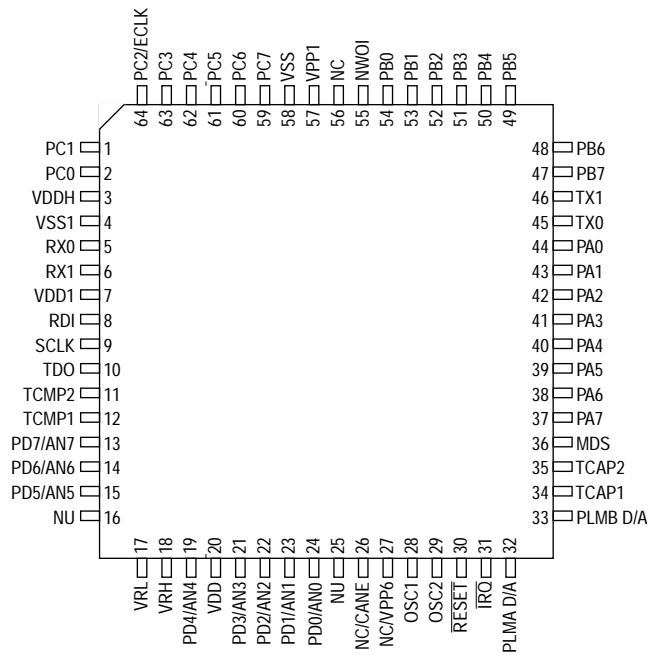 PC2/ECLK
PC3
PC4
PC5
PC6
PC7
VSS
VPP1
NC
NWOI
PB0
PB1
PB2
PB3
PB4
PB5
64
63
62
61
60
59
58
57
56
55
54
53
52
51
50
49
PC1 1
PC0 2
VDDH 3
VSS1 4
RX0 5
RX1 6
VDD1 7
RDI 8
SCLK 9
TDO 10
TCMP2 11
TCMP1 12
PD7/AN7 13
PD6/AN6 14
PD5/AN5 15
NU 16
48 PB6
47 PB7
46 TX1
45 TX0
44 PA0
43 PA1
42 PA2
41 PA3
40 PA4
39 PA5
38 PA6
37 PA7
36 MDS
35 TCAP2
34 TCAP1
33 PLMB D/A
17
18
19
20
21
22
23
24
25
26
27
28
29
30
31
32
VRL
VRH
PD4/AN4
VDD
PD3/AN3
PD2/AN2
PD1/AN1
PD0/AN0
NU
NC/CANE
NC/VPP6
OSC1
OSC2
RESET
IRQ
PLMA D/A